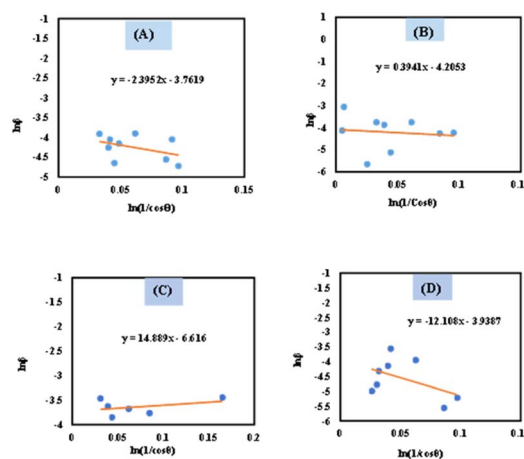 (A)
y = -2.3952x - 3.7619
-1
-1.5
-2
-2.5
-3
-3.5
-4
-4.5
-5
lnβ
0 0.05 0.1 0.15
ln(1/cosθ)
(B)
y = 0.3941x - 4.2053
1
0
-1
-2
-3
-4
-5
-6
lnβ
0 0.05 0.1 0.1
ln(1/Cosθ)
(C)
y = 14.889x - 6.616
-1
-1.5
-2
-2.5
-3
-3.5
-4
lnβ
0 0.05 0.1 0.15 0.2
ln(1/cosθ)
(D)
y = -12.108x - 3.9387
-1
-1.5
-2
-2.5
-3
-3.5
-4
-4.5
-5
-5.5
-6
lnβ
0 0.05 0.1 0.1
ln(1/cosθ)